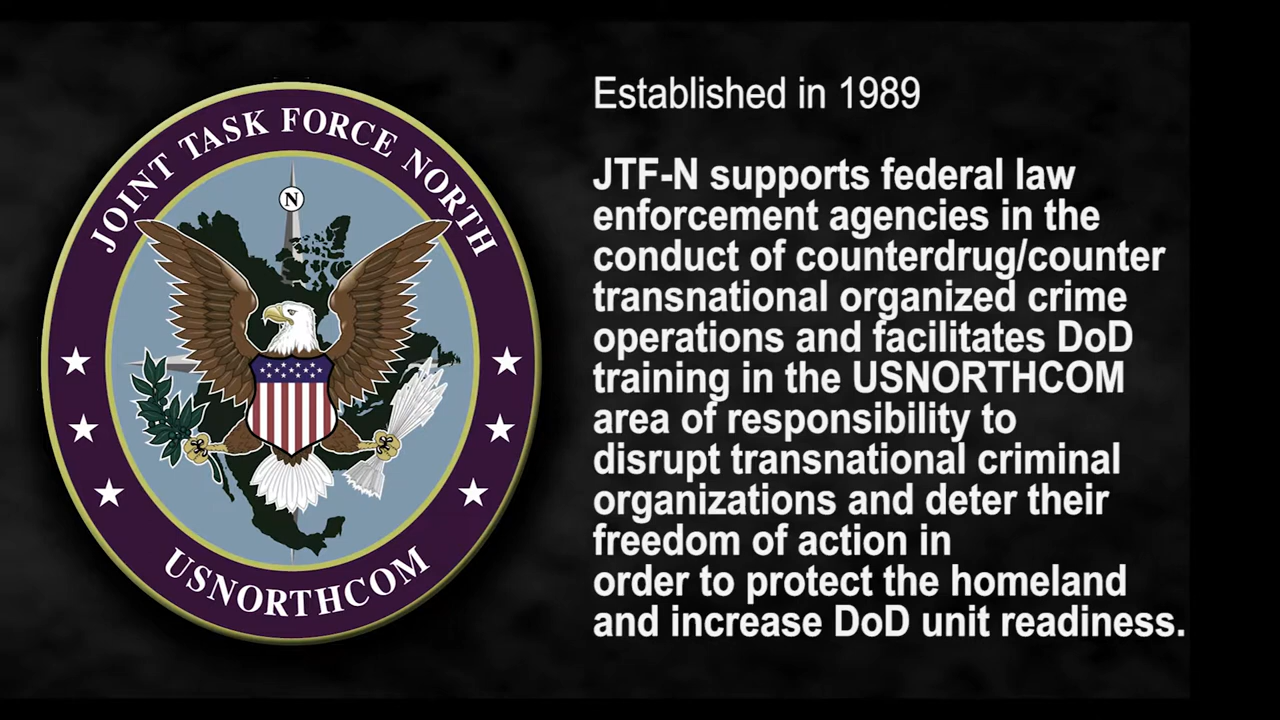 JOINT TASK FORCE NORTH
N
USNORTHCOM
Established in 1989
JTF-N supports federal law
enforcement agencies in the
conduct of counterdrug/counter
transnational organized crime
operations and facilitates DoD
training in the USNORTHCOM
area of responsibility to
disrupt transnational criminal
organizations and deter their
freedom of action in
order to protect the homeland
and increase DoD unit readiness.